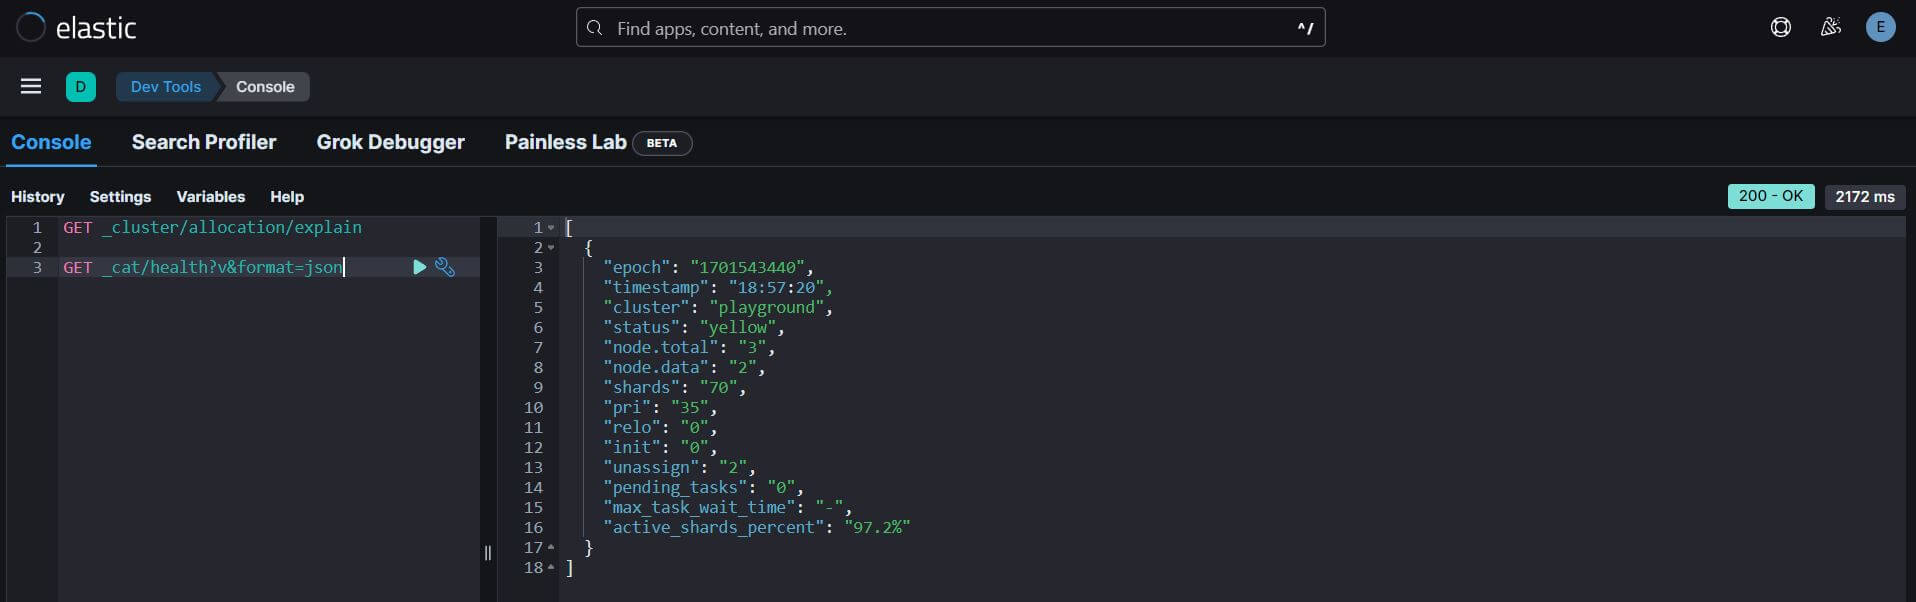 elastic
Find apps, content, and more.
^/
E
D
Dev Tools
Console
Console
Search Profiler
Grok Debugger
Painless Lab
BETA
History
Settings
Variables
Help
200 - OK
2172 ms
1 GET _cluster/allocation/explain
2
3 GET _cat/health?v&format=json
1 [
2 {
3 "epoch": "1701543440",
4 "timestamp": "18:57:20",
5 "cluster": "playground",
6 "status": "yellow",
7 "node.total": "3",
8 "node.data": "2",
9 "shards": "70",
10 "pri": "35",
11 "relo": "0",
12 "init": "0",
13 "unassign": "2",
14 "pending_tasks": "0",
15 "max_task_wait_time": "-",
16 "active_shards_percent": "97.2%"
17 }
18 ]